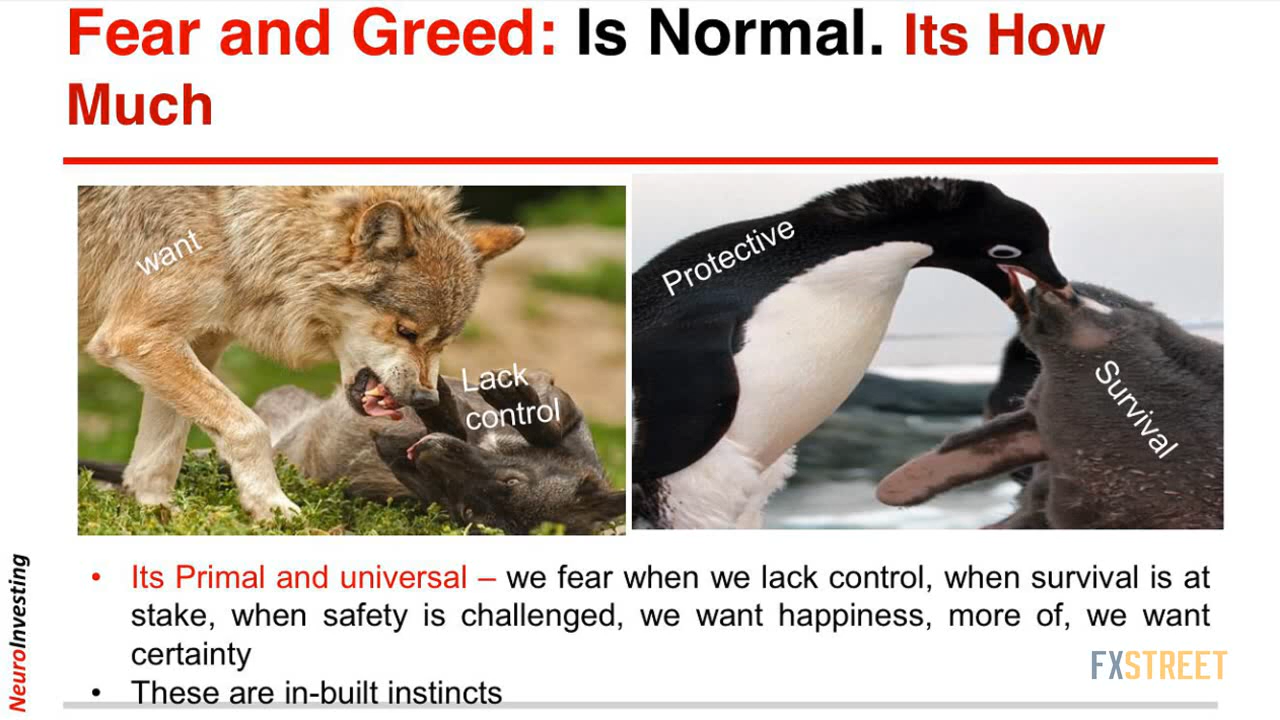 Fear and Greed: Is Normal. Its How
Much
want
Lack
control
Protective
Survival
• Its Primal and universal – we fear when we lack control, when survival is at
stake, when safety is challenged, we want happiness, more of, we want
certainty
• These are in-built instincts
NeuroInvesting
FXSTREET